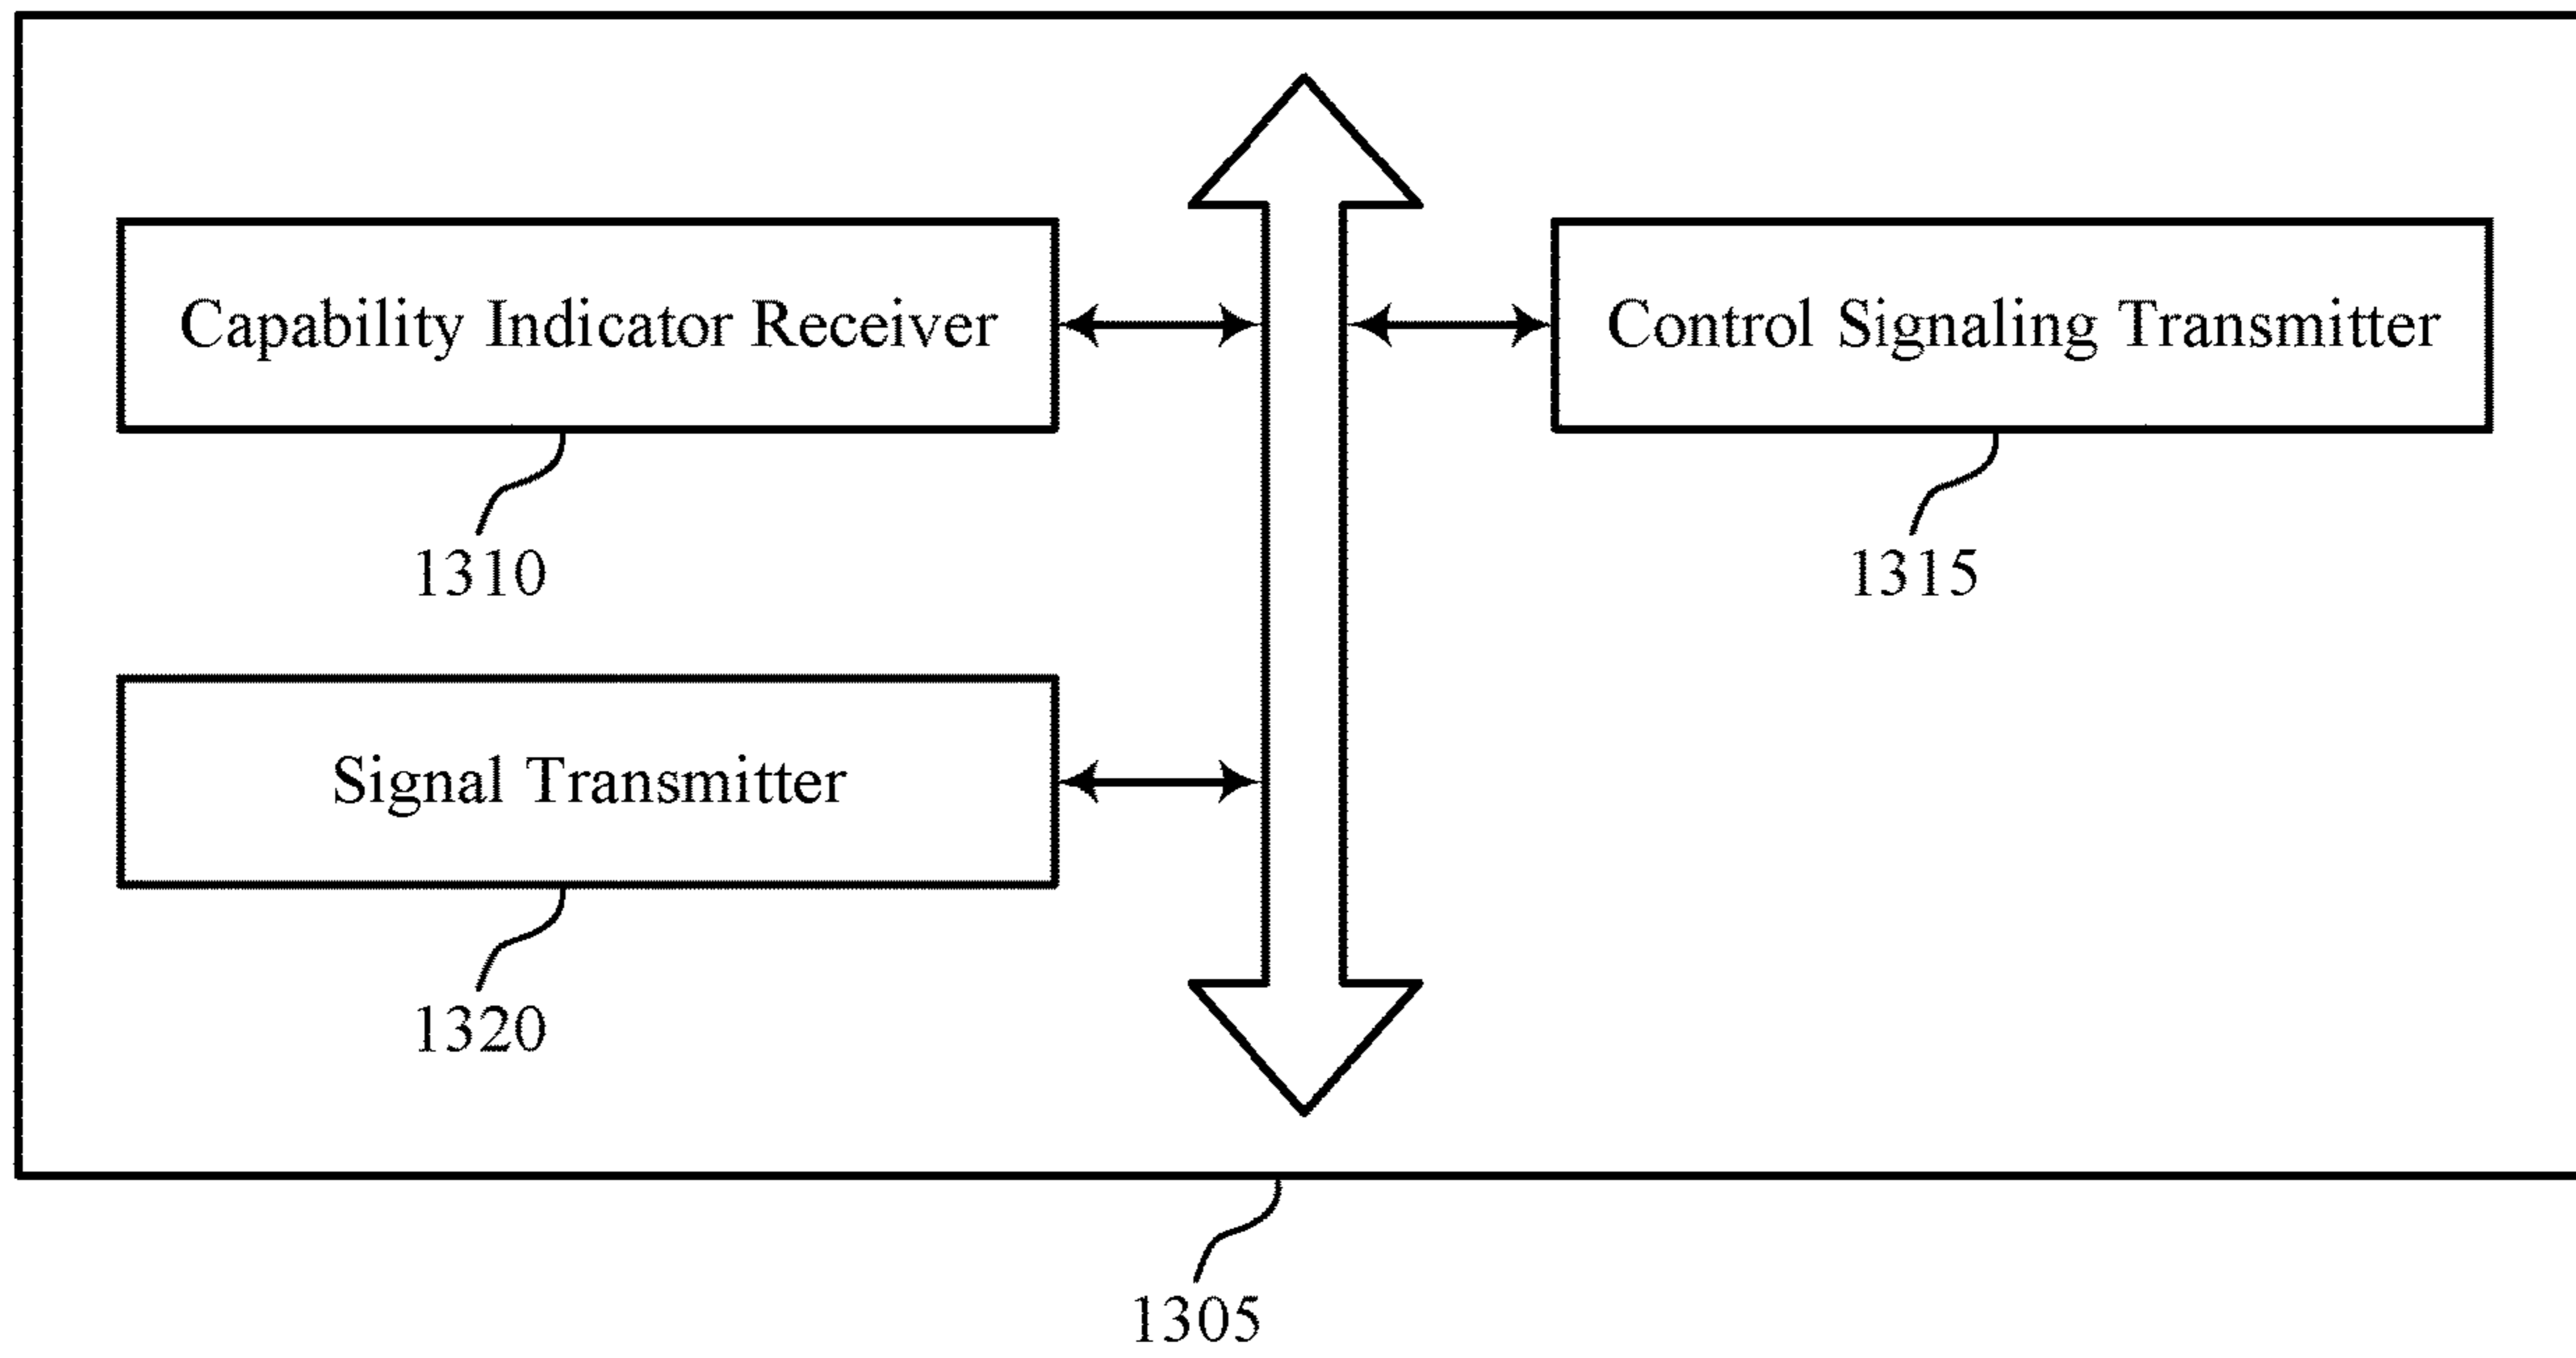 Capability Indicator Receiver
Control Signaling Transmitter
1310
1315
Signal Transmitter
1320
1305